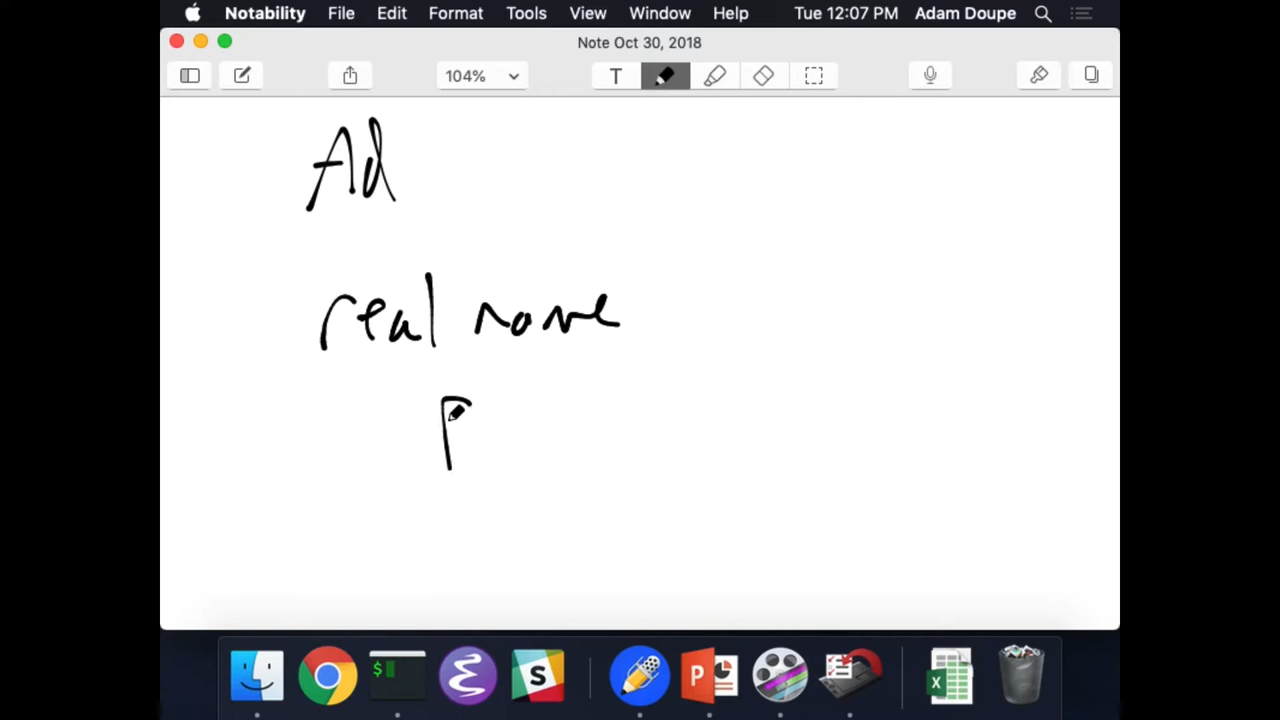 Notability File Edit Format Tools View Window Help Tue 12:07 PM Adam Doupe
Note Oct 30, 2018
104% T
Ad
real name
P
$
S
X